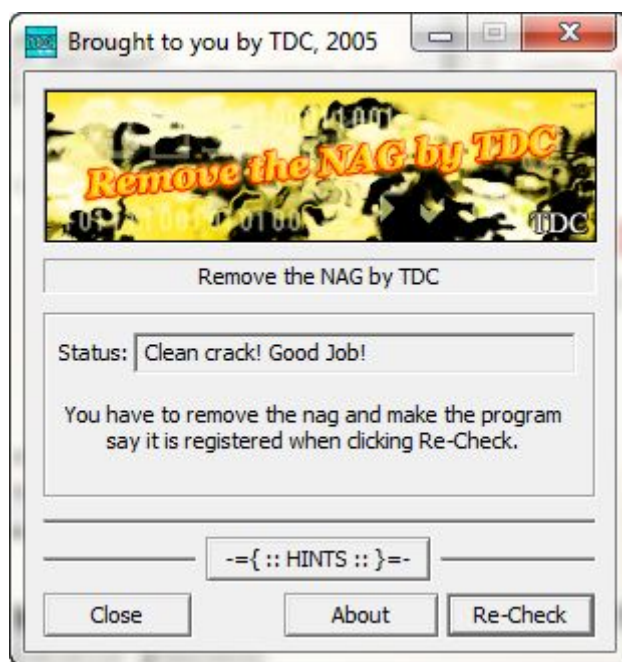 Brought to you by TDC, 2005
Remove the NAG by TDC
TDC
Remove the NAG by TDC
Status: Clean crack! Good Job!
You have to remove the nag and make the program
say it is registered when clicking Re-Check.
-={ :: HINTS :: }=-
Close About Re-Check